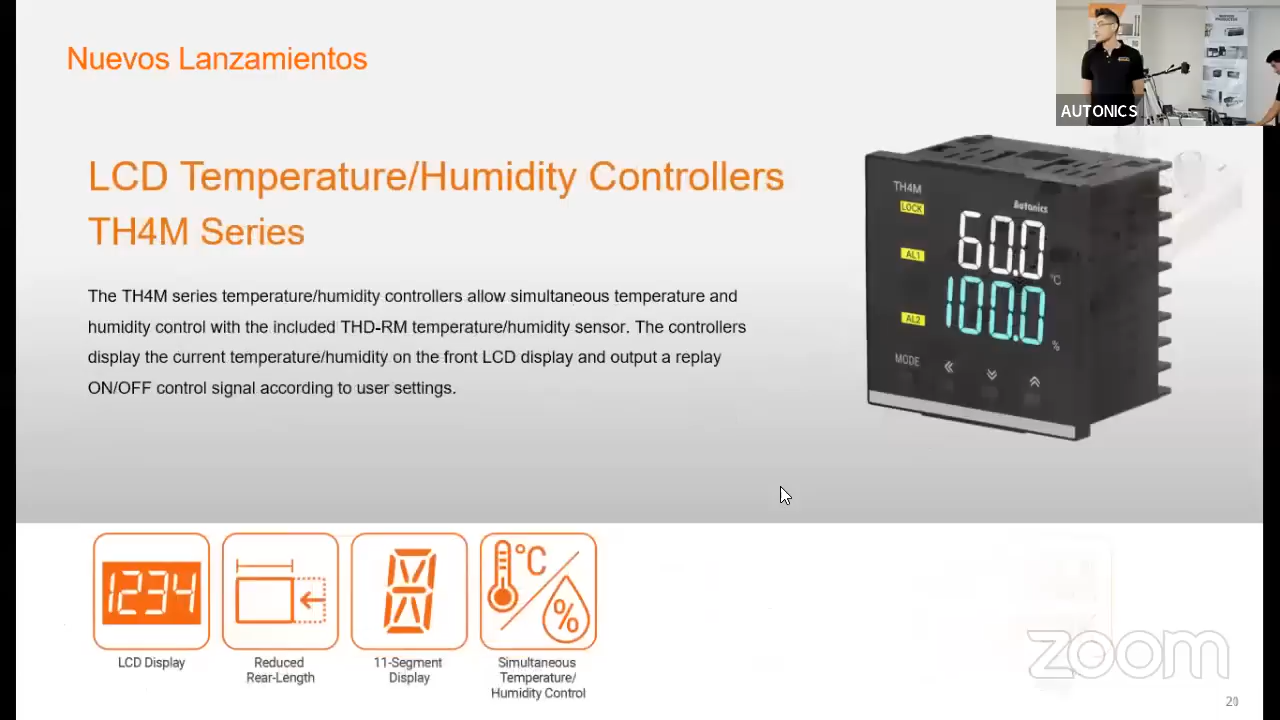 Nuevos Lanzamientos
AUTONICS
LCD Temperature/Humidity Controllers
TH4M Series
The TH4M series temperature/humidity controllers allow simultaneous temperature and
humidity control with the included THD-RM temperature/humidity sensor. The controllers
display the current temperature/humidity on the front LCD display and output a replay
ON/OFF control signal according to user settings.
TH4M
Autonics
LOCK
60.0
°C
AL1
100.0
%
AL2
MODE
1234
°C
%
LCD Display
Reduced
Rear-Length
11-Segment
Display
Simultaneous
Temperature/
Humidity Control
zoom